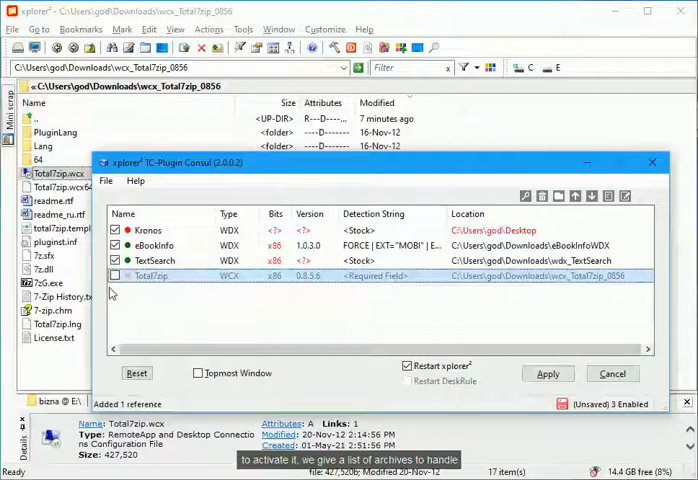 xplorer² - C:\Users\god\Downloads\wcx_Total7zip_0856
File Go to Bookmarks Mark Edit View Actions Tools Tabs Window Customize Help
C:\Users\god\Downloads\wcx_Total7zip_0856 Filter C E
Mini scrap
« C:\Users\god\Downloads\wcx_Total7zip_0856
Name Size Attributes Modified
.. <UP-DIR> R---D---- 7 minutes ago
PluginLang <folder> ----D---- 16-Nov-12
Lang <folder> ----D---- 16-Nov-12
64
Total7zip.wcx
Total7zip.wcx64
readme.rtf
readme_ru.rtf
total7zip.templ
pluginst.inf
7z.sfx
7z.dll
7zG.exe
7-Zip History.tx
7-zip.chm
Total7zip.lng
License.txt
xplorer² TC-Plugin Consul (2.0.0.2)
File Help
Name Type Bits Version Detection String Location
Kronos WDX <?> <?> <Stock> C:\Users\god\Desktop
eBookInfo WDX x86 1.0.3.0 FORCE | EXT="MOBI" | E... C:\Users\god\Downloads\eBookInfoWDX
TextSearch WDX x86 <?> <Stock> C:\Users\god\Downloads\wdx_TextSearch
Total7zip WCX x86 0.8.5.6 <Required Field> C:\Users\god\Downloads\wcx_Total7zip_0856
Reset Topmost Window Restart xplorer² Apply Cancel
Restart DeskRule
Added 1 reference (Unsaved) 3 Enabled
bizna @ E:\
Details
Name: Total7zip.wcx Attributes: A Links: 1
Type: RemoteApp and Desktop Connectio Modified: 20-Nov-12 2:14:56 PM
ns Configuration File Created: 01-May-21 2:51:56 PM
Size: 427,520
to activate it, we give a list of archives to handle
Ready 427,520b; Modified 20-Nov-12 17 item(s) 14.4 GB free (8%)